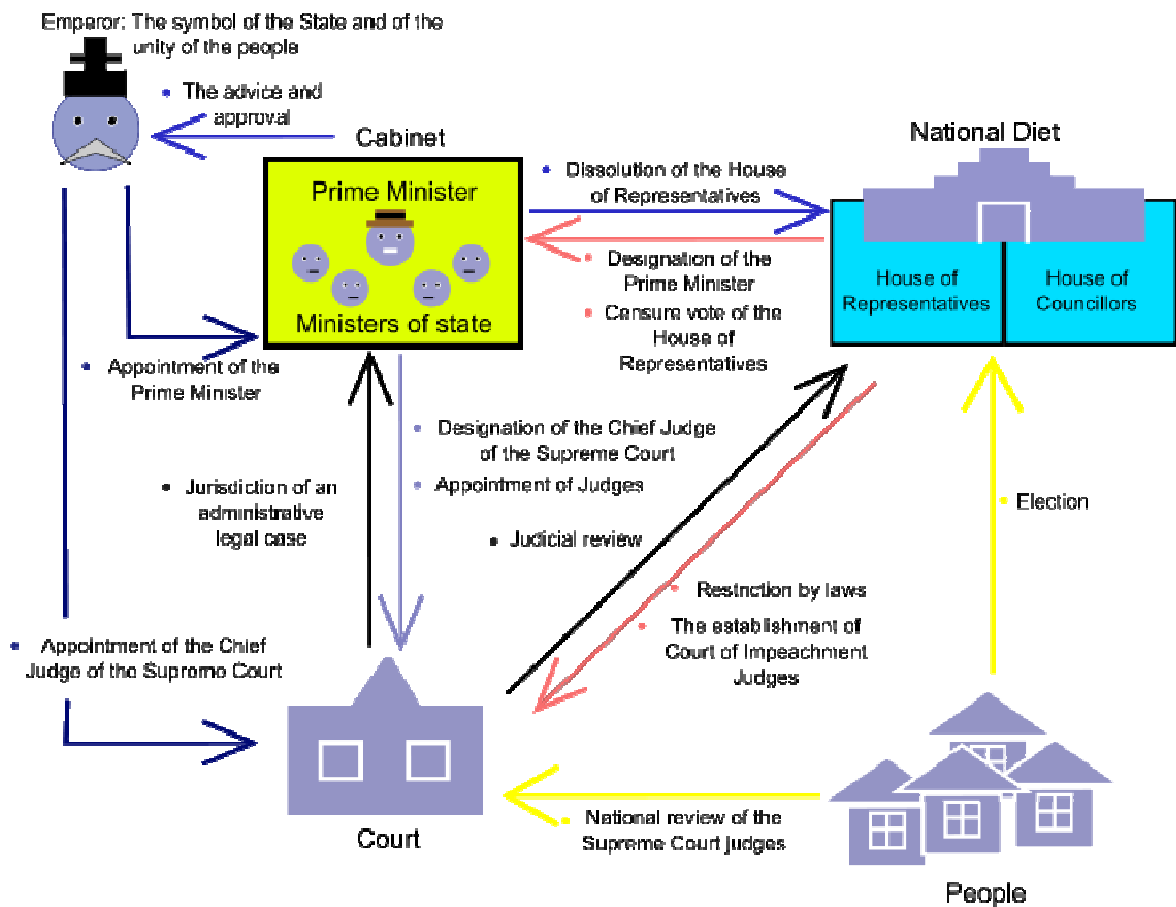 Emperor: The symbol of the State and of the
unity of the people
• The advice and
approval
Cabinet
National Diet
Prime Minister
Ministers of state
• Dissolution of the House
of Representatives
• Designation of the
Prime Minister
• Censure vote of the
House of
Representatives
House of
Representatives
House of
Councillors
• Appointment of the
Prime Minister
• Designation of the Chief Judge
of the Supreme Court
• Appointment of Judges
• Jurisdiction of an
administrative
legal case
• Judicial review
• Election
• Restriction by laws
• The establishment of
Court of Impeachment
Judges
• Appointment of the Chief
Judge of the Supreme Court
Court
• National review of the
Supreme Court judges
People